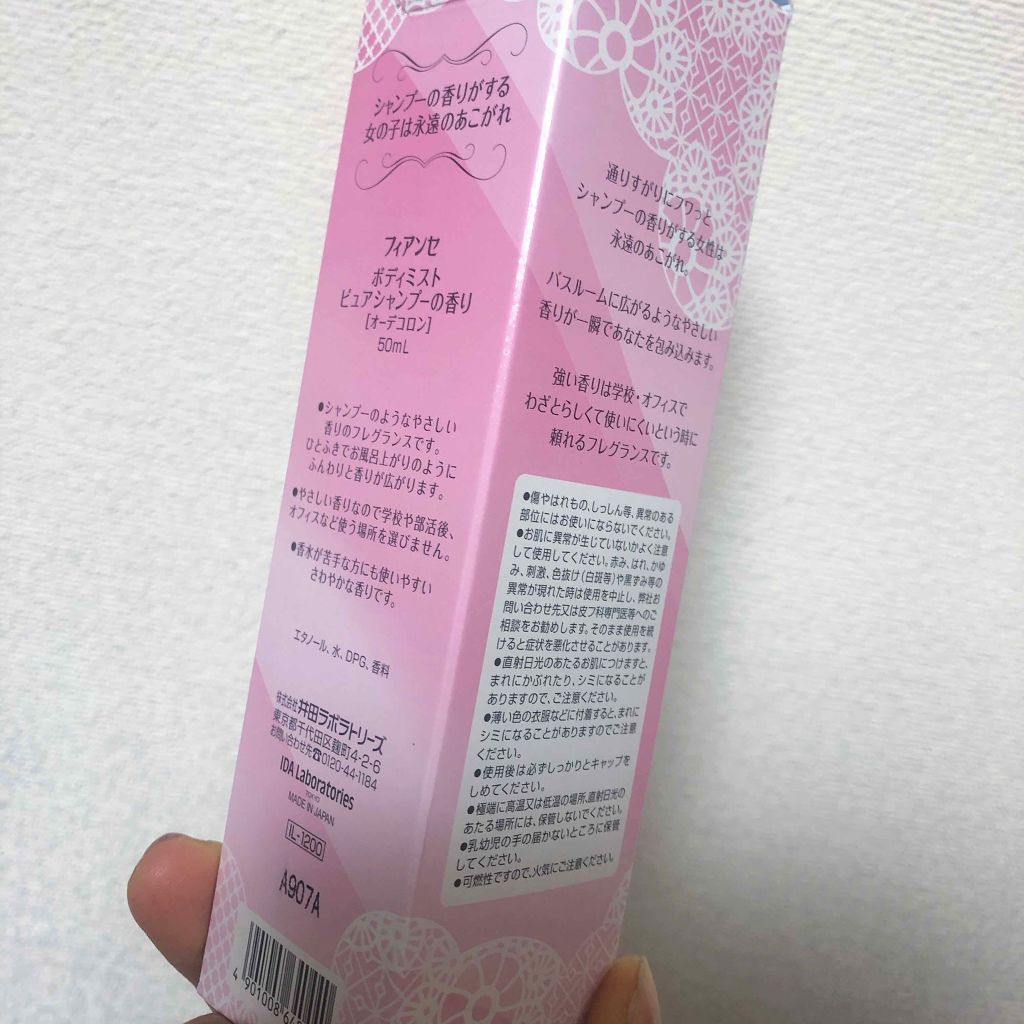 シャンプーの香りがする
女の子は永遠のあこがれ
フィアンセ
ボディミスト
ピュアシャンプーの香り
[オーデコロン]
50mL
●シャンプーのようなやさしい
香りのフレグランスです。
ひとふきでお風呂上がりのように
ふんわりと香りが広がります。
●やさしい香りなので学校や部活後、
オフィスなど使う場所を選びません。
●香水が苦手な方にも使いやすい
さわやかな香りです。
エタノール、水、DPG、香料
株式会社井田ラボラトリーズ
東京都千代田区麹町4-2-6
お問い合わせ先☎0120-44-1184
IDA Laboratories
TOKYO
MADE IN JAPAN
IL-1200
A907A
4 901008 64
通りすがりにフワっと
シャンプーの香りがする女性は
永遠のあこがれ。
バスルームに広がるようなやさしい
香りが一瞬であなたを包み込みます。
強い香りは学校・オフィスで
わざとらしくて使いにくいという時に
頼れるフレグランスです。
●傷やはれもの、しっしん等、異常のある
部位にはお使いにならないでください。
●お肌に異常が生じていないかよく注意
して使用してください。赤み、はれ、かゆ
み、刺激、色抜け(白斑等)や黒ずみ等の
異常が現れた時は使用を中止し、弊社お
問い合わせ先又は皮フ科専門医等へのご
相談をお勧めします。そのまま使用を続
けると症状を悪化させることがあります。
●直射日光のあたるお肌につけますと、
まれにかぶれたり、シミになることが
ありますので、ご注意ください。
●薄い色の衣服などに付着すると、まれに
シミになることがありますのでご注意
ください。
●使用後は必ずしっかりとキャップを
しめてください。
●極端に高温又は低温の場所、直射日光の
あたる場所には、保管しないでください。
●乳幼児の手の届かないところに保管
してください。
●可燃性ですので、火気にご注意ください。